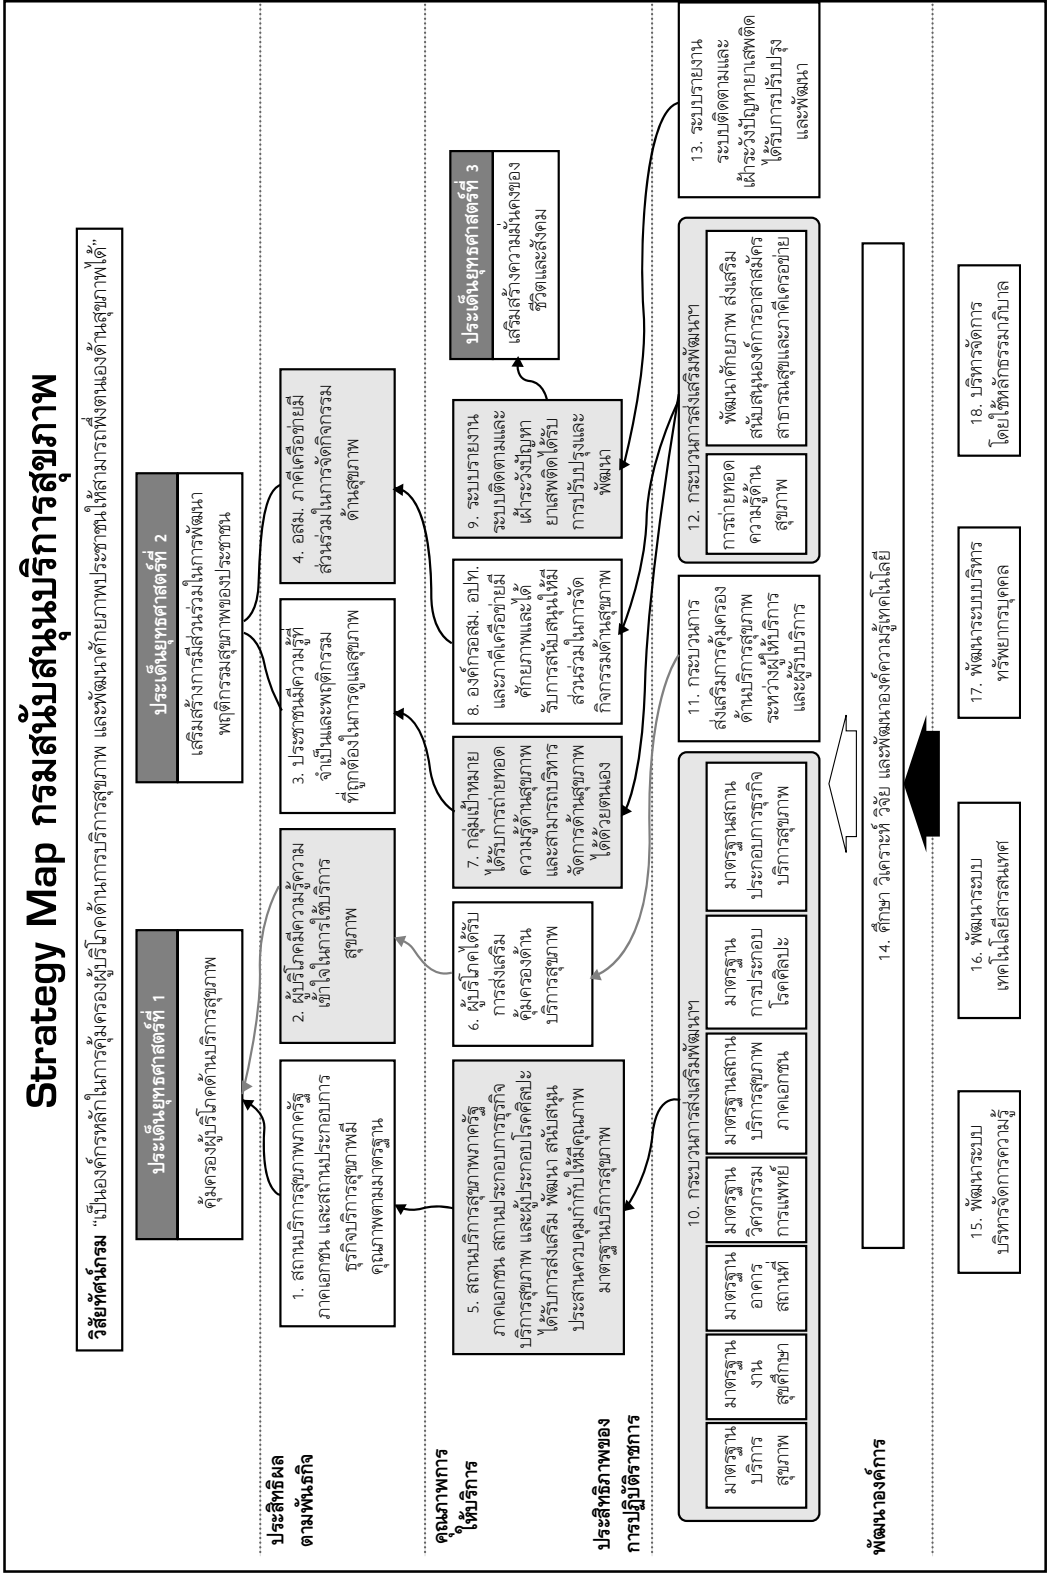 Strategy Map กรมสนับสนุนบริการสุขภาพ
วิสัยทัศน์กรม “เป็นองค์กรหลักในการคุ้มครองผู้บริโภคด้านการบริการสุขภาพ และพัฒนาศักยภาพประชาชนให้สามารถพึ่งตนเองด้านสุขภาพได้”
ประเด็นยุทธศาสตร์ที่ 1
คุ้มครองผู้บริโภคด้านบริการสุขภาพ
ประเด็นยุทธศาสตร์ที่ 2
เสริมสร้างการมีส่วนร่วมในการพัฒนา
พฤติกรรมสุขภาพของประชาชน
ประสิทธิผล
ตามพันธกิจ
1. สถานบริการสุขภาพภาครัฐ
ภาคเอกชน และสถานประกอบการ
ธุรกิจบริการสุขภาพมี
คุณภาพตามมาตรฐาน
2. ผู้บริโภคมีความรู้ความ
เข้าใจในการใช้บริการ
สุขภาพ
3. ประชาชนมีความรู้ที่
จำเป็นและพฤติกรรม
ที่ถูกต้องในการดูแลสุขภาพ
4. อสม. ภาคีเครือข่ายมี
ส่วนร่วมในการจัดกิจกรรม
ด้านสุขภาพ
คุณภาพการ
ให้บริการ
5. สถานบริการสุขภาพภาครัฐ
ภาคเอกชน สถานประกอบการธุรกิจ
บริการสุขภาพ และผู้ประกอบโรคศิลปะ
ได้รับการส่งเสริม พัฒนา สนับสนุน
ประสานควบคุมกำกับ ให้มีคุณภาพ
มาตรฐานบริการสุขภาพ
6. ผู้บริโภคได้รับ
การส่งเสริม
คุ้มครองด้าน
บริการสุขภาพ
7. กลุ่มเป้าหมาย
ได้รับการถ่ายทอด
ความรู้ด้านสุขภาพ
และสามารถบริหาร
จัดการด้านสุขภาพ
ได้ด้วยตนเอง
8. องค์กรอสม. อปท.
และภาคีเครือข่ายมี
ศักยภาพและได้
รับการสนับสนุนให้มี
ส่วนร่วมในการจัด
กิจกรรมด้านสุขภาพ
9. ระบบรายงาน
ระบบติดตามและ
เฝ้าระวังปัญหา
ยาเสพติดได้รับ
การปรับปรุงและ
พัฒนา
ประเด็นยุทธศาสตร์ที่ 3
เสริมสร้างความมั่นคงของ
ชีวิตและสังคม
ประสิทธิภาพของ
การปฏิบัติราชการ
10. กระบวนการส่งเสริมพัฒนาฯ
มาตรฐาน
บริการ
สุขภาพ
มาตรฐาน
งาน
สุขศึกษา
มาตรฐาน
อาคาร
สถานที่
มาตรฐาน
วิศวกรรม
การแพทย์
มาตรฐานสถาน
บริการสุขภาพ
ภาคเอกชน
มาตรฐาน
การประกอบ
โรคศิลปะ
มาตรฐานสถาน
ประกอบการธุรกิจ
บริการสุขภาพ
11. กระบวนการ
ส่งเสริมการคุ้มครอง
ด้านบริการสุขภาพ
ระหว่างผู้ให้บริการ
และผู้รับบริการ
12. กระบวนการส่งเสริมพัฒนาฯ
การถ่ายทอด
ความรู้ด้าน
สุขภาพ
พัฒนาศักยภาพ ส่งเสริม
สนับสนุนองค์การอาสาสมัคร
สาธารณสุขและภาคีเครือข่าย
13. ระบบรายงาน
ระบบติดตามและ
เฝ้าระวังปัญหายาเสพติด
ได้รับการปรับปรุง
และพัฒนา
พัฒนาองค์การ
14. ศึกษา วิเคราะห์ วิจัย และพัฒนาองค์ความรู้เทคโนโลยี
15. พัฒนาระบบ
บริหารจัดการความรู้
16. พัฒนาระบบ
เทคโนโลยีสารสนเทศ
17. พัฒนาระบบบริหาร
ทรัพยากรบุคคล
18. บริหารจัดการ
โดยใช้หลักธรรมาภิบาล